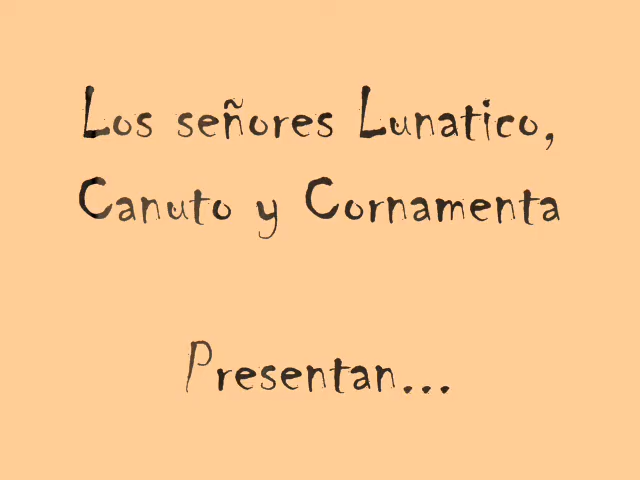 Los señores Lunatico,
Canuto y Cornamenta
Presentan...